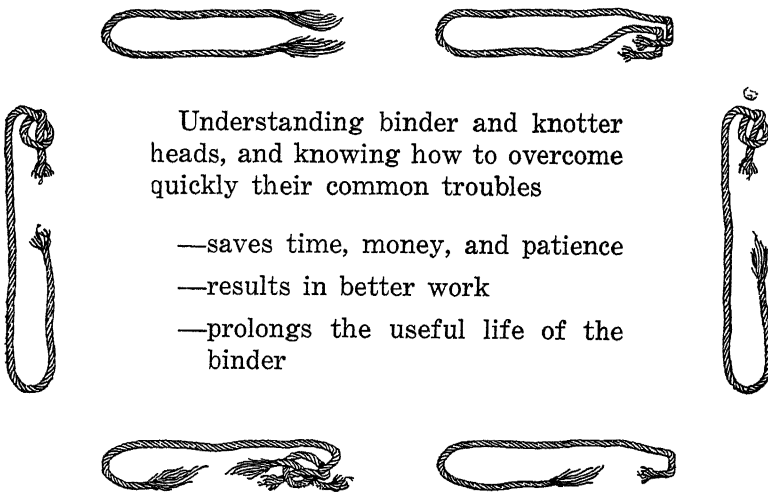 Understanding binder and knotter
heads, and knowing how to overcome
quickly their common troubles
—saves time, money, and patience
—results in better work
—prolongs the useful life of the
binder